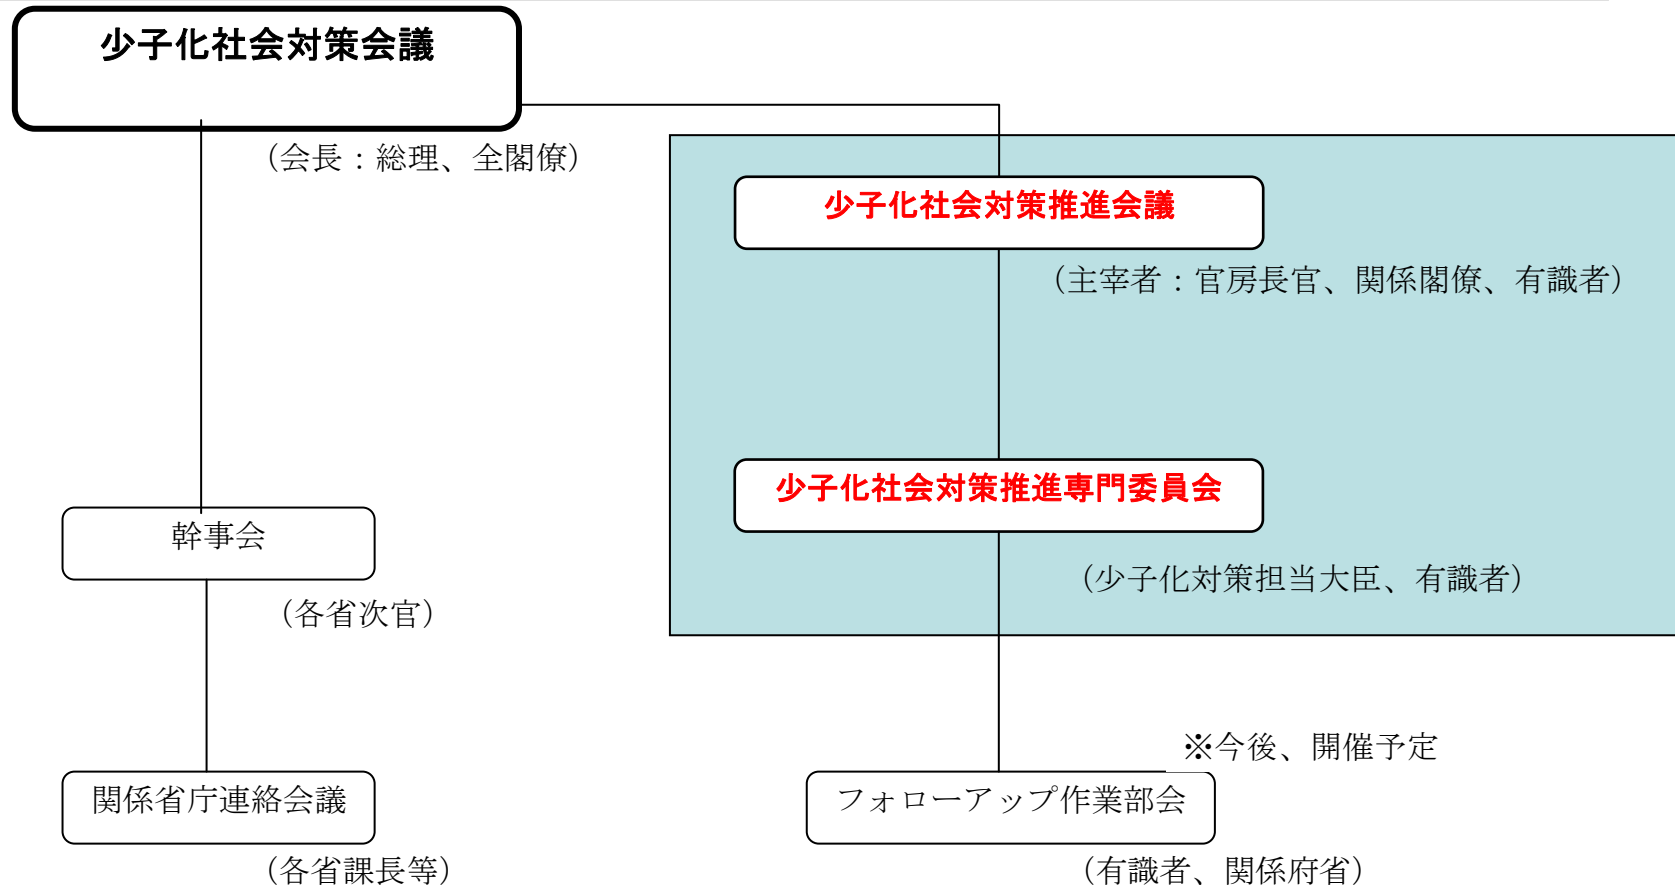 少子化社会対策会議
（会長：総理、全閣僚）
少子化社会対策推進会議
（主宰者：官房長官、関係閣僚、有識者）
少子化社会対策推進専門委員会
（少子化対策担当大臣、有識者）
幹事会
（各省次官）
※今後、開催予定
関係省庁連絡会議
（各省課長等）
フォローアップ作業部会
（有識者、関係府省）